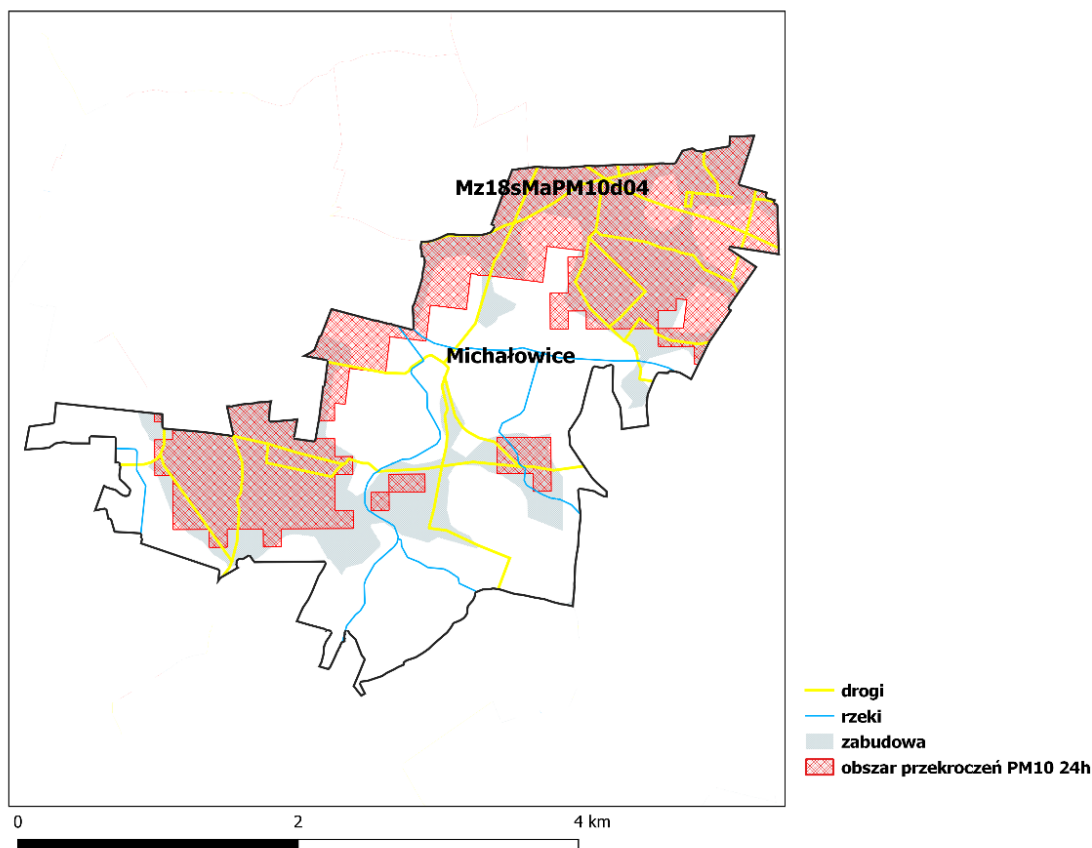 Mz18sMaPM10d04
Michałowice
drogi
rzeki
zabudowa
obszar przekroczeń PM10 24h
0 2 4 km